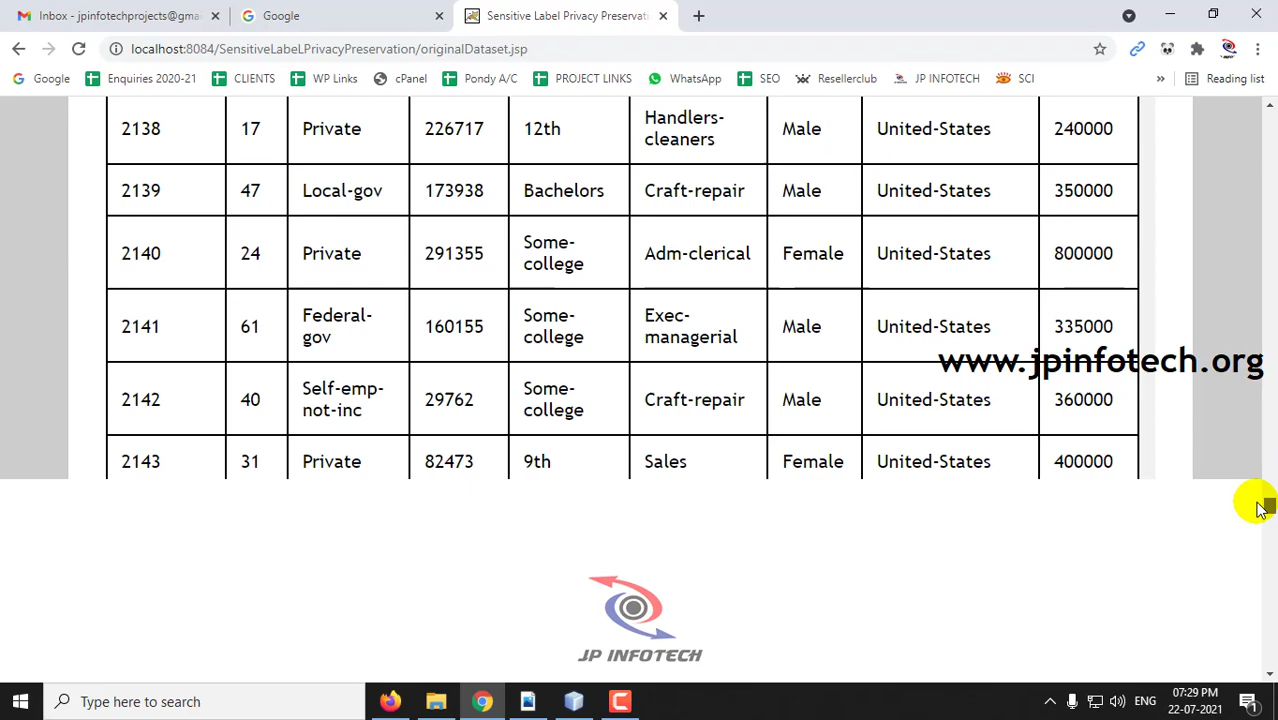 Inbox - jpinfotechprojects@gma
Google
Sensitive Label Privacy Preservat
localhost:8084/SensitiveLabeLPrivacyPreservation/originalDataset.jsp
Google
Enquiries 2020-21
CLIENTS
WP Links
cPanel
Pondy A/C
PROJECT LINKS
WhatsApp
SEO
Resellerclub
JP INFOTECH
SCI
»
Reading list
2138 17 Private 226717 12th Handlers-cleaners Male United-States 240000
2139 47 Local-gov 173938 Bachelors Craft-repair Male United-States 350000
2140 24 Private 291355 Some-college Adm-clerical Female United-States 800000
2141 61 Federal-gov 160155 Some-college Exec-managerial Male United-States 335000
www.jpinfotech.org
2142 40 Self-emp-not-inc 29762 Some-college Craft-repair Male United-States 360000
2143 31 Private 82473 9th Sales Female United-States 400000
JP INFOTECH
Type here to search
ENG
07:29 PM
22-07-2021
1